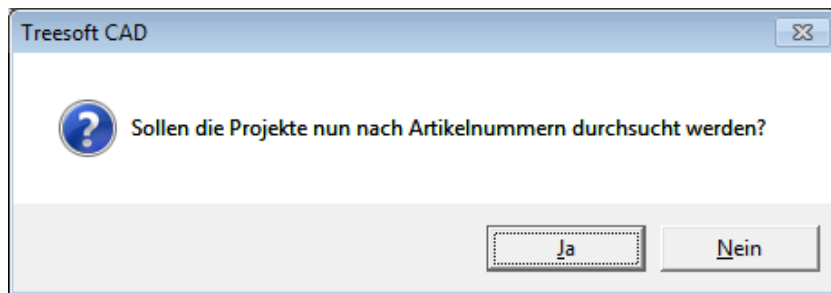 Treesoft CAD
Sollen die Projekte nun nach Artikelnummern durchsucht werden?
Ja
Nein